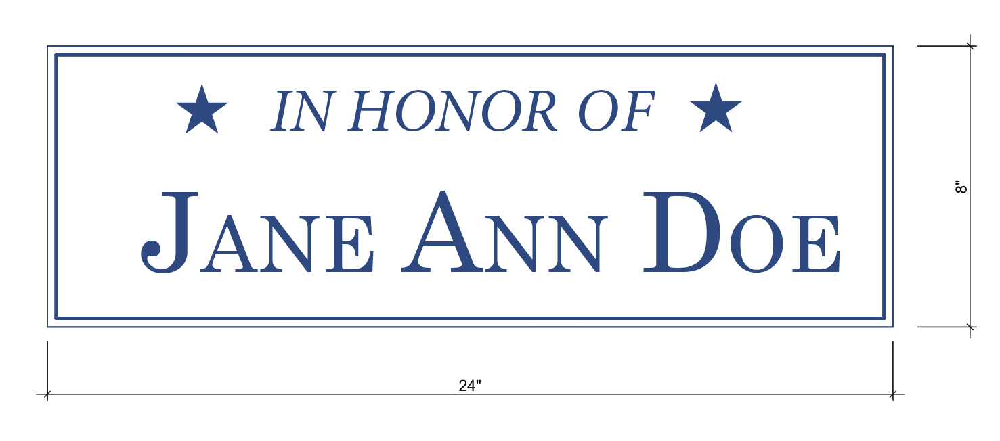 IN HONOR OF
JANE ANN DOE
8"
24"